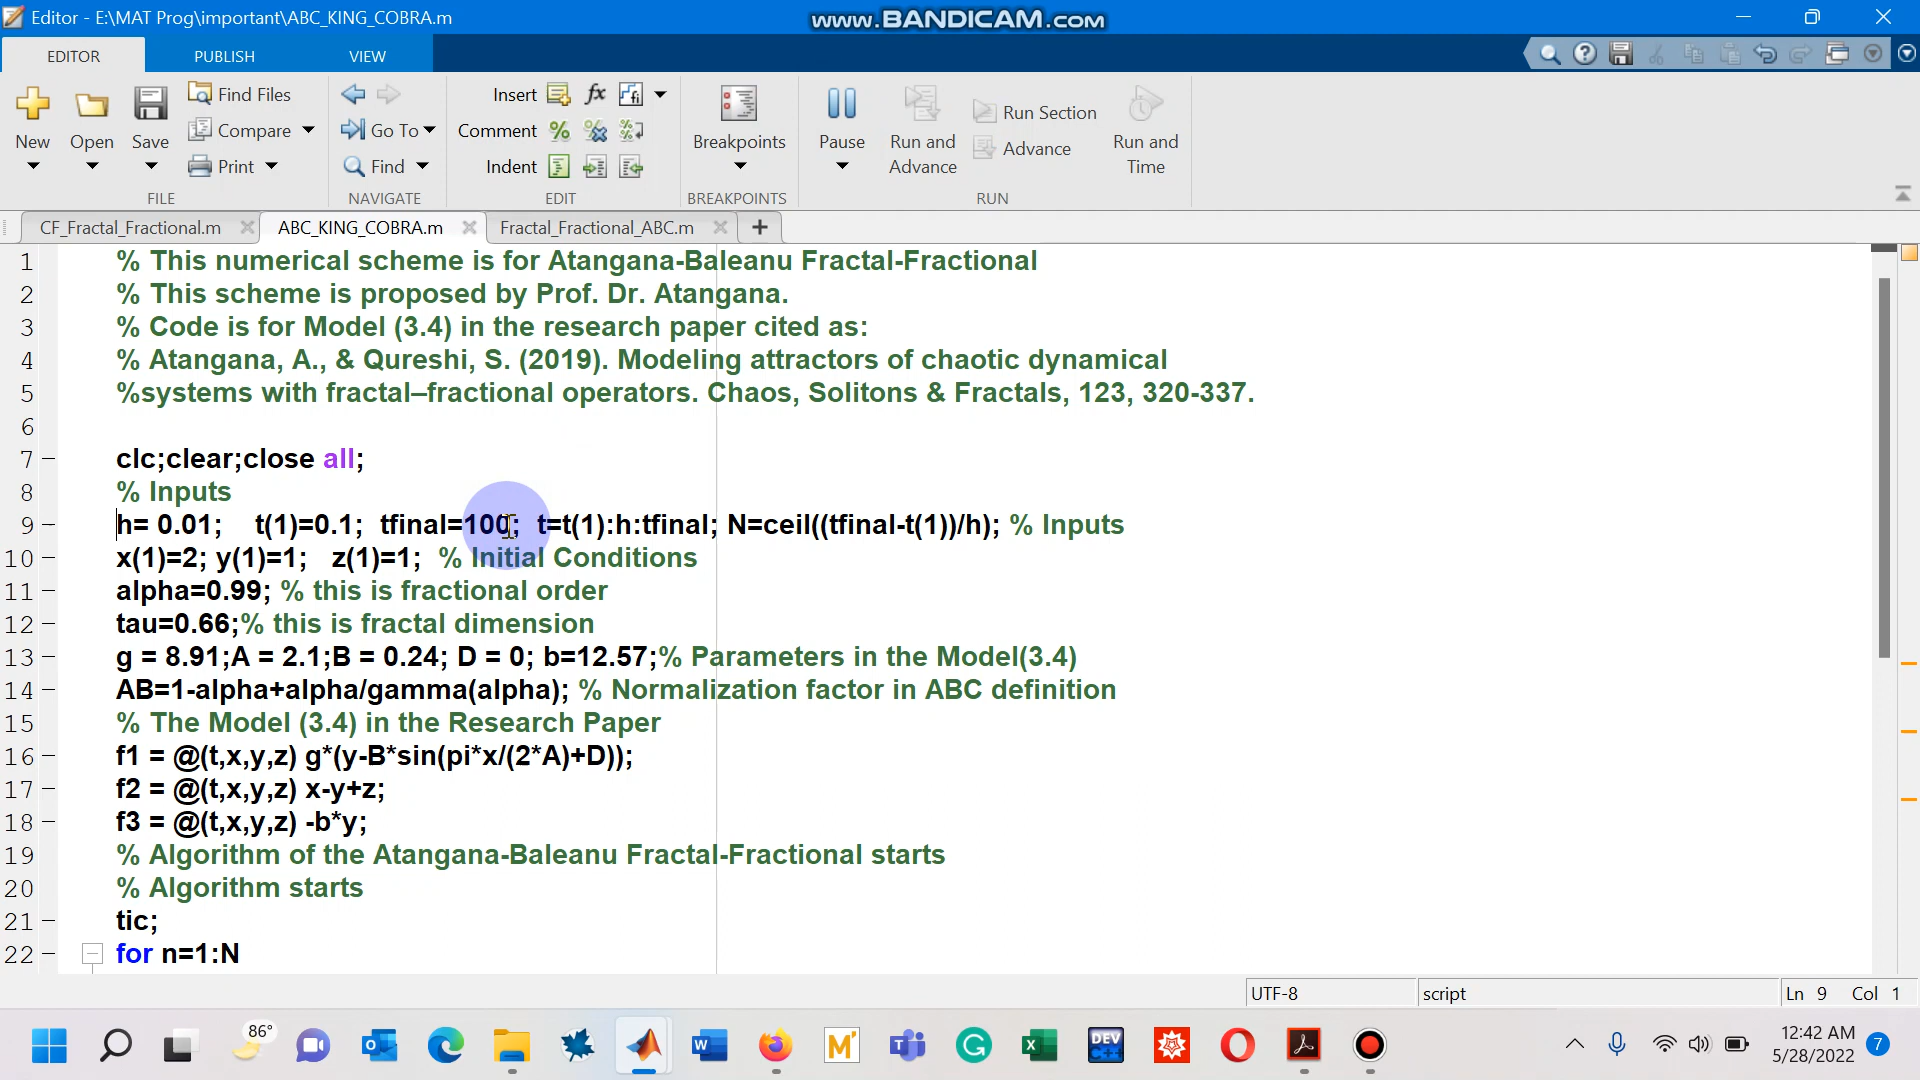 Editor - E:\MAT Prog\important\ABC_KING_COBRA.m
www.BANDICAM.com
EDITOR PUBLISH VIEW
New Open Save Find Files Compare Print
FILE
Go To Find
NAVIGATE
Insert fx
Comment
Indent
EDIT
Breakpoints
BREAKPOINTS
Pause Run and Advance Run Section Advance Run and Time
RUN
CF_Fractal_Fractional.m ABC_KING_COBRA.m Fractal_Fractional_ABC.m
1 % This numerical scheme is for Atangana-Baleanu Fractal-Fractional
2 % This scheme is proposed by Prof. Dr. Atangana.
3 % Code is for Model (3.4) in the research paper cited as:
4 % Atangana, A., & Qureshi, S. (2019). Modeling attractors of chaotic dynamical
5 %systems with fractal–fractional operators. Chaos, Solitons & Fractals, 123, 320-337.
6
7 clc;clear;close all;
8 % Inputs
9 h= 0.01; t(1)=0.1; tfinal=100; t=t(1):h:tfinal; N=ceil((tfinal-t(1))/h); % Inputs
10 x(1)=2; y(1)=1; z(1)=1; % Initial Conditions
11 alpha=0.99; % this is fractional order
12 tau=0.66;% this is fractal dimension
13 g = 8.91;A = 2.1;B = 0.24; D = 0; b=12.57;% Parameters in the Model(3.4)
14 AB=1-alpha+alpha/gamma(alpha); % Normalization factor in ABC definition
15 % The Model (3.4) in the Research Paper
16 f1 = @(t,x,y,z) g*(y-B*sin(pi*x/(2*A)+D));
17 f2 = @(t,x,y,z) x-y+z;
18 f3 = @(t,x,y,z) -b*y;
19 % Algorithm of the Atangana-Baleanu Fractal-Fractional starts
20 % Algorithm starts
21 tic;
22 for n=1:N
UTF-8 script Ln 9 Col 1
86°
DEV C++
12:42 AM
5/28/2022
7